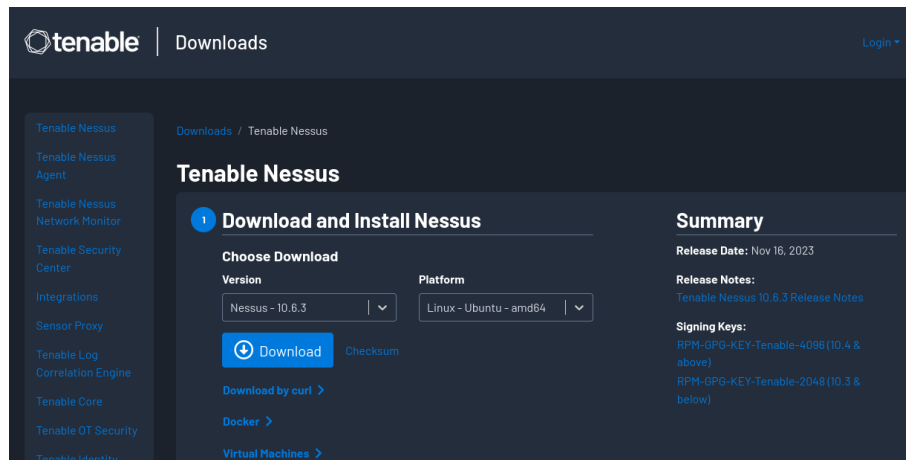 tenable
Downloads
Login
Tenable Nessus
Tenable Nessus
Agent
Tenable Nessus
Network Monitor
Tenable Security
Center
Integrations
Sensor Proxy
Tenable Log
Correlation Engine
Tenable Core
Tenable OT Security
Tenable Identity
Downloads / Tenable Nessus
Tenable Nessus
1 Download and Install Nessus
Choose Download
Version
Platform
Nessus - 10.6.3
Linux - Ubuntu - amd64
Download
Checksum
Download by curl
Docker
Virtual Machines
Summary
Release Date: Nov 16, 2023
Release Notes:
Tenable Nessus 10.6.3 Release Notes
Signing Keys:
RPM-GPG-KEY-Tenable-4096 (10.4 &
above)
RPM-GPG-KEY-Tenable-2048 (10.3 &
below)